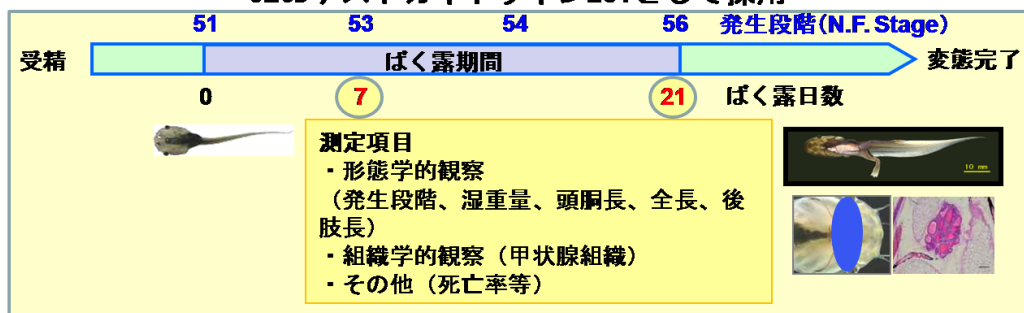 51 53 54 56 発生段階(N.F. Stage)
受精 ばく露期間 変態完了
0 7 21 ばく露日数
測定項目
・形態学的観察
（発生段階、湿重量、頭胴長、全長、後
肢長）
・組織学的観察（甲状腺組織）
・その他（死亡率等）
10 mm